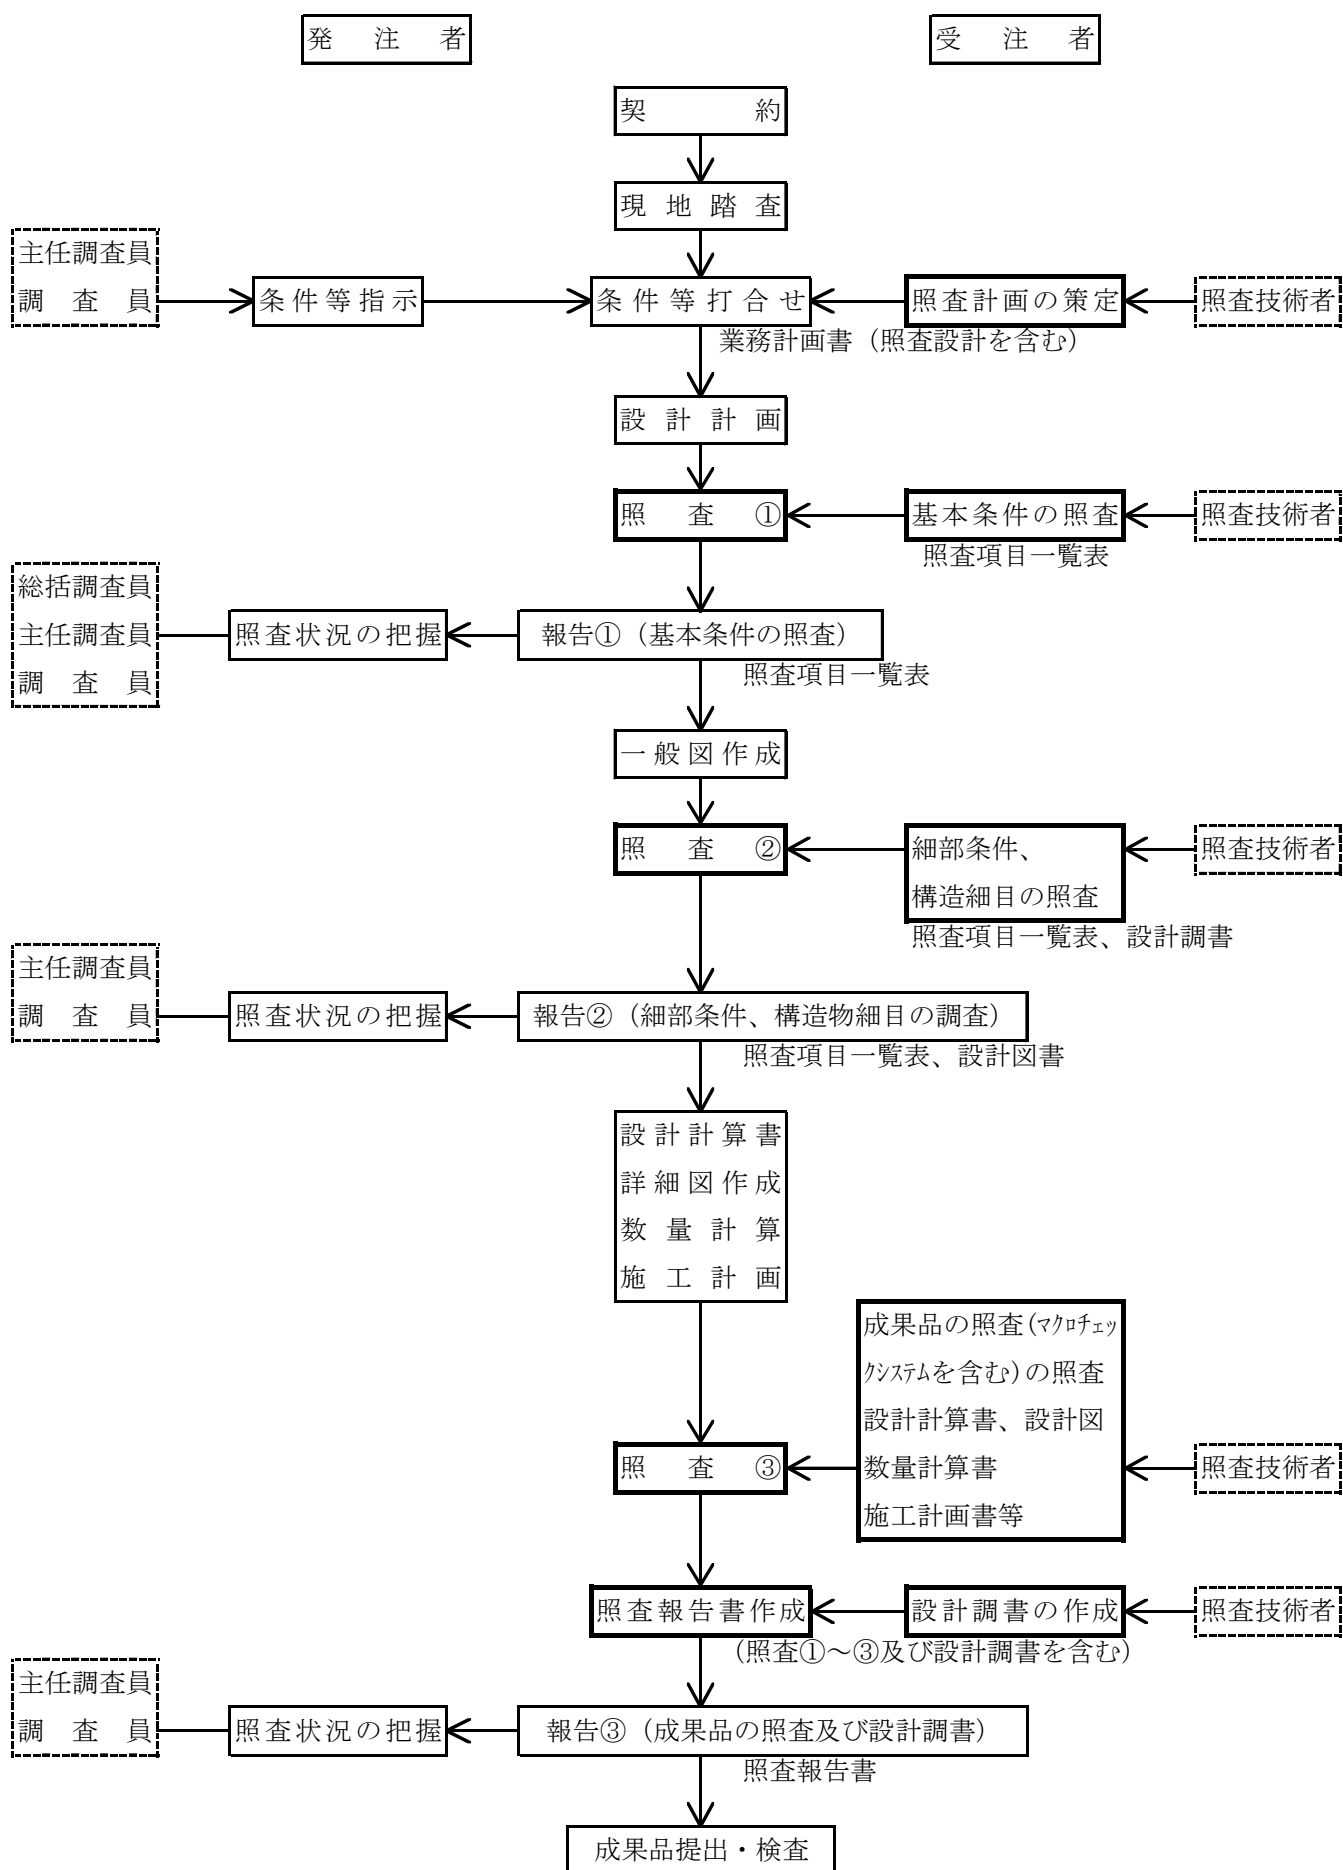 発注者
受注者
契約
現地踏査
主任調査員
調査員
条件等指示
条件等打合せ
照査計画の策定
照査技術者
業務計画書（照査設計を含む）
設計計画
照査①
基本条件の照査
照査技術者
照査項目一覧表
総括調査員
主任調査員
調査員
照査状況の把握
報告①（基本条件の照査）
照査項目一覧表
一般図作成
照査②
細部条件、
構造細目の照査
照査技術者
照査項目一覧表、設計調書
主任調査員
調査員
照査状況の把握
報告②（細部条件、構造物細目の調査）
照査項目一覧表、設計図書
設計計算書
詳細図作成
数量計算
施工計画
成果品の照査(ﾏｸﾛﾁｪｯ
ｸｼｽﾃﾑを含む)の照査
設計計算書、設計図
数量計算書
施工計画書等
照査③
照査技術者
照査報告書作成
設計調書の作成
照査技術者
（照査①～③及び設計調書を含む）
主任調査員
調査員
照査状況の把握
報告③（成果品の照査及び設計調書）
照査報告書
成果品提出・検査